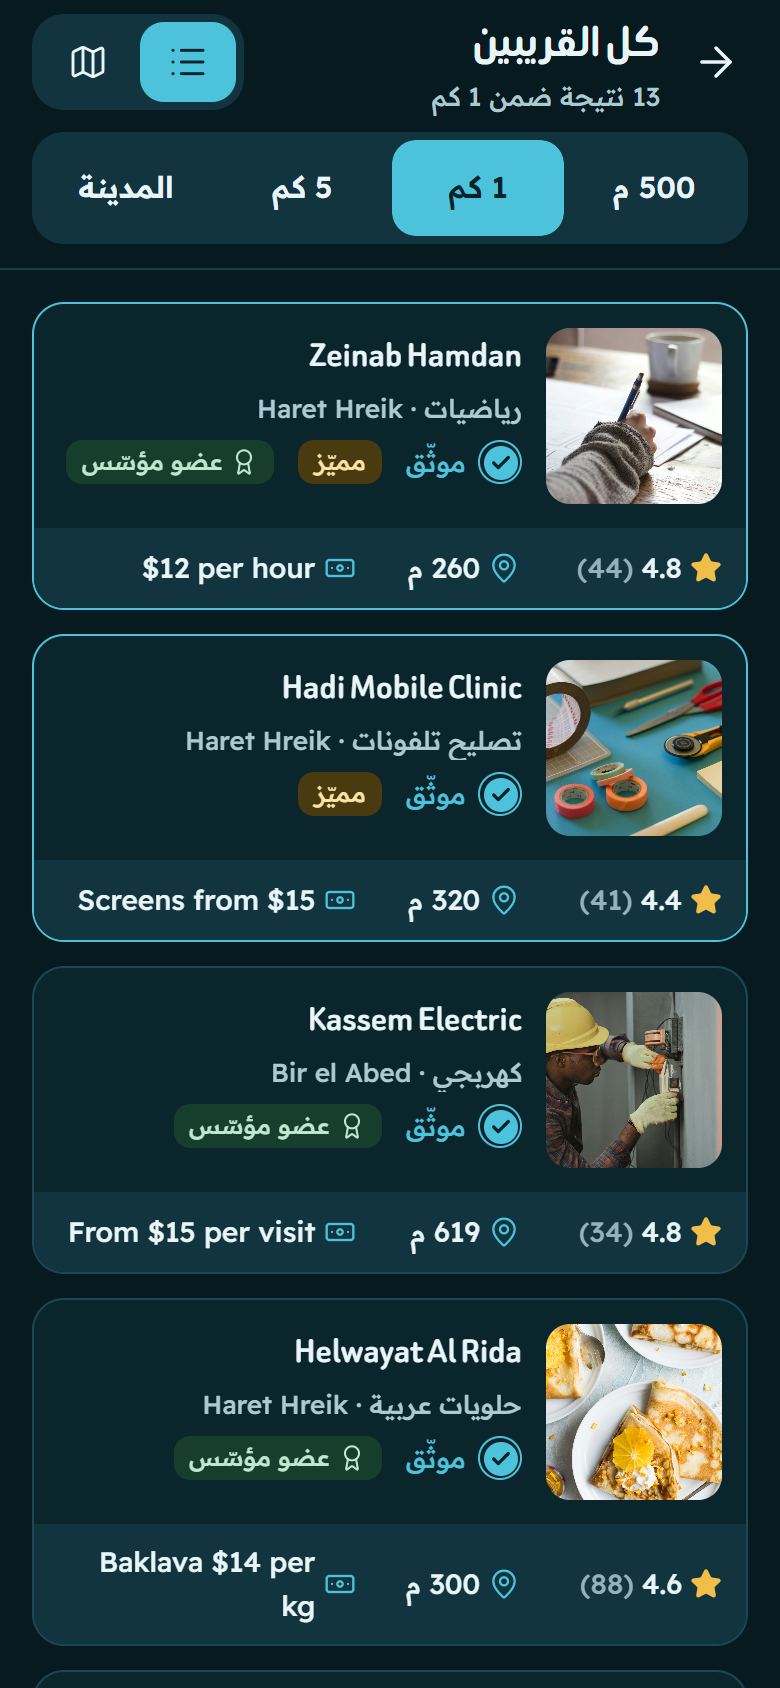 كل القريبين
13 نتيجة ضمن 1 كم
500 م
1 كم
5 كم
المدينة
Zeinab Hamdan
رياضيات · Haret Hreik
موثّق
مميّز
عضو مؤسّس
4.8 (44)
260 م
$12 per hour
Hadi Mobile Clinic
تصليح تلفونات · Haret Hreik
موثّق
مميّز
4.4 (41)
320 م
Screens from $15
Kassem Electric
كهربجي · Bir el Abed
موثّق
عضو مؤسّس
4.8 (34)
619 م
From $15 per visit
Helwayat Al Rida
حلويات عربية · Haret Hreik
موثّق
عضو مؤسّس
4.6 (88)
300 م
Baklava $14 per
kg